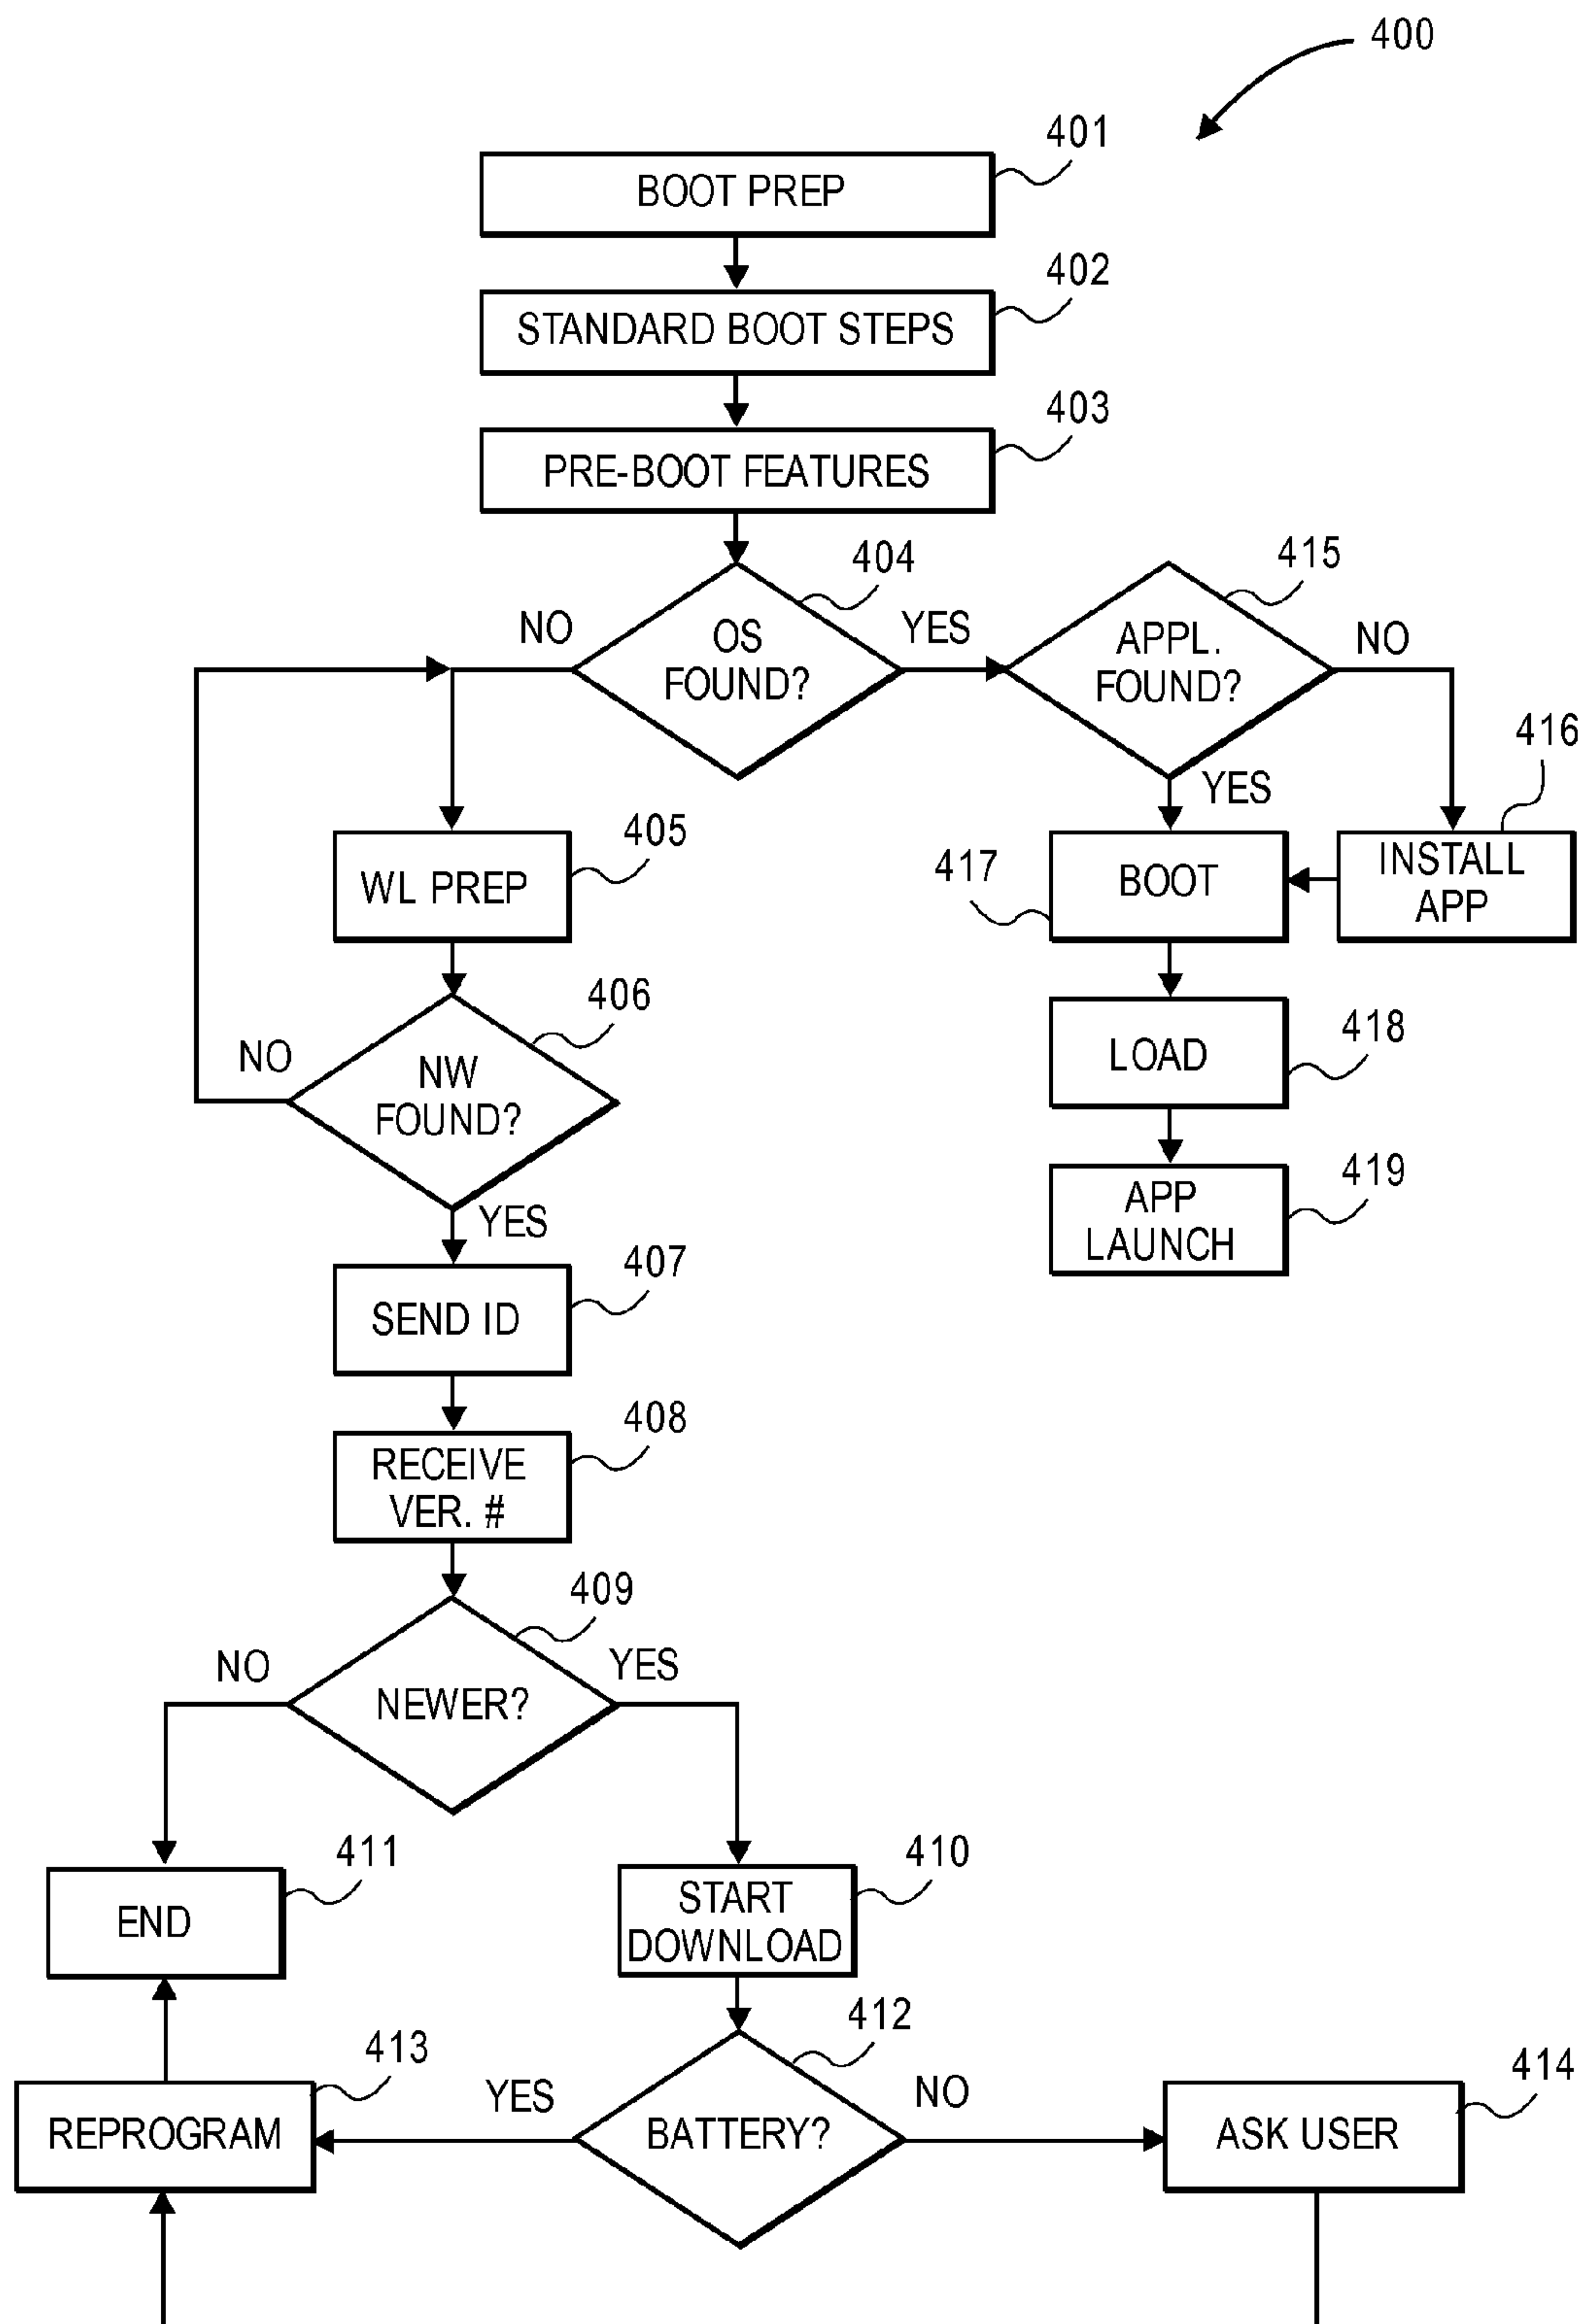 400
401
BOOT PREP
402
STANDARD BOOT STEPS
403
PRE-BOOT FEATURES
404
415
NO
OS
FOUND?
YES
APPL.
FOUND?
NO
416
YES
405
WL PREP
417
BOOT
INSTALL
APP
406
NO
NW
FOUND?
418
LOAD
YES
419
APP
LAUNCH
407
SEND ID
408
RECEIVE
VER. #
409
NO
YES
NEWER?
411
END
410
START
DOWNLOAD
412
413
REPROGRAM
YES
BATTERY?
NO
414
ASK USER